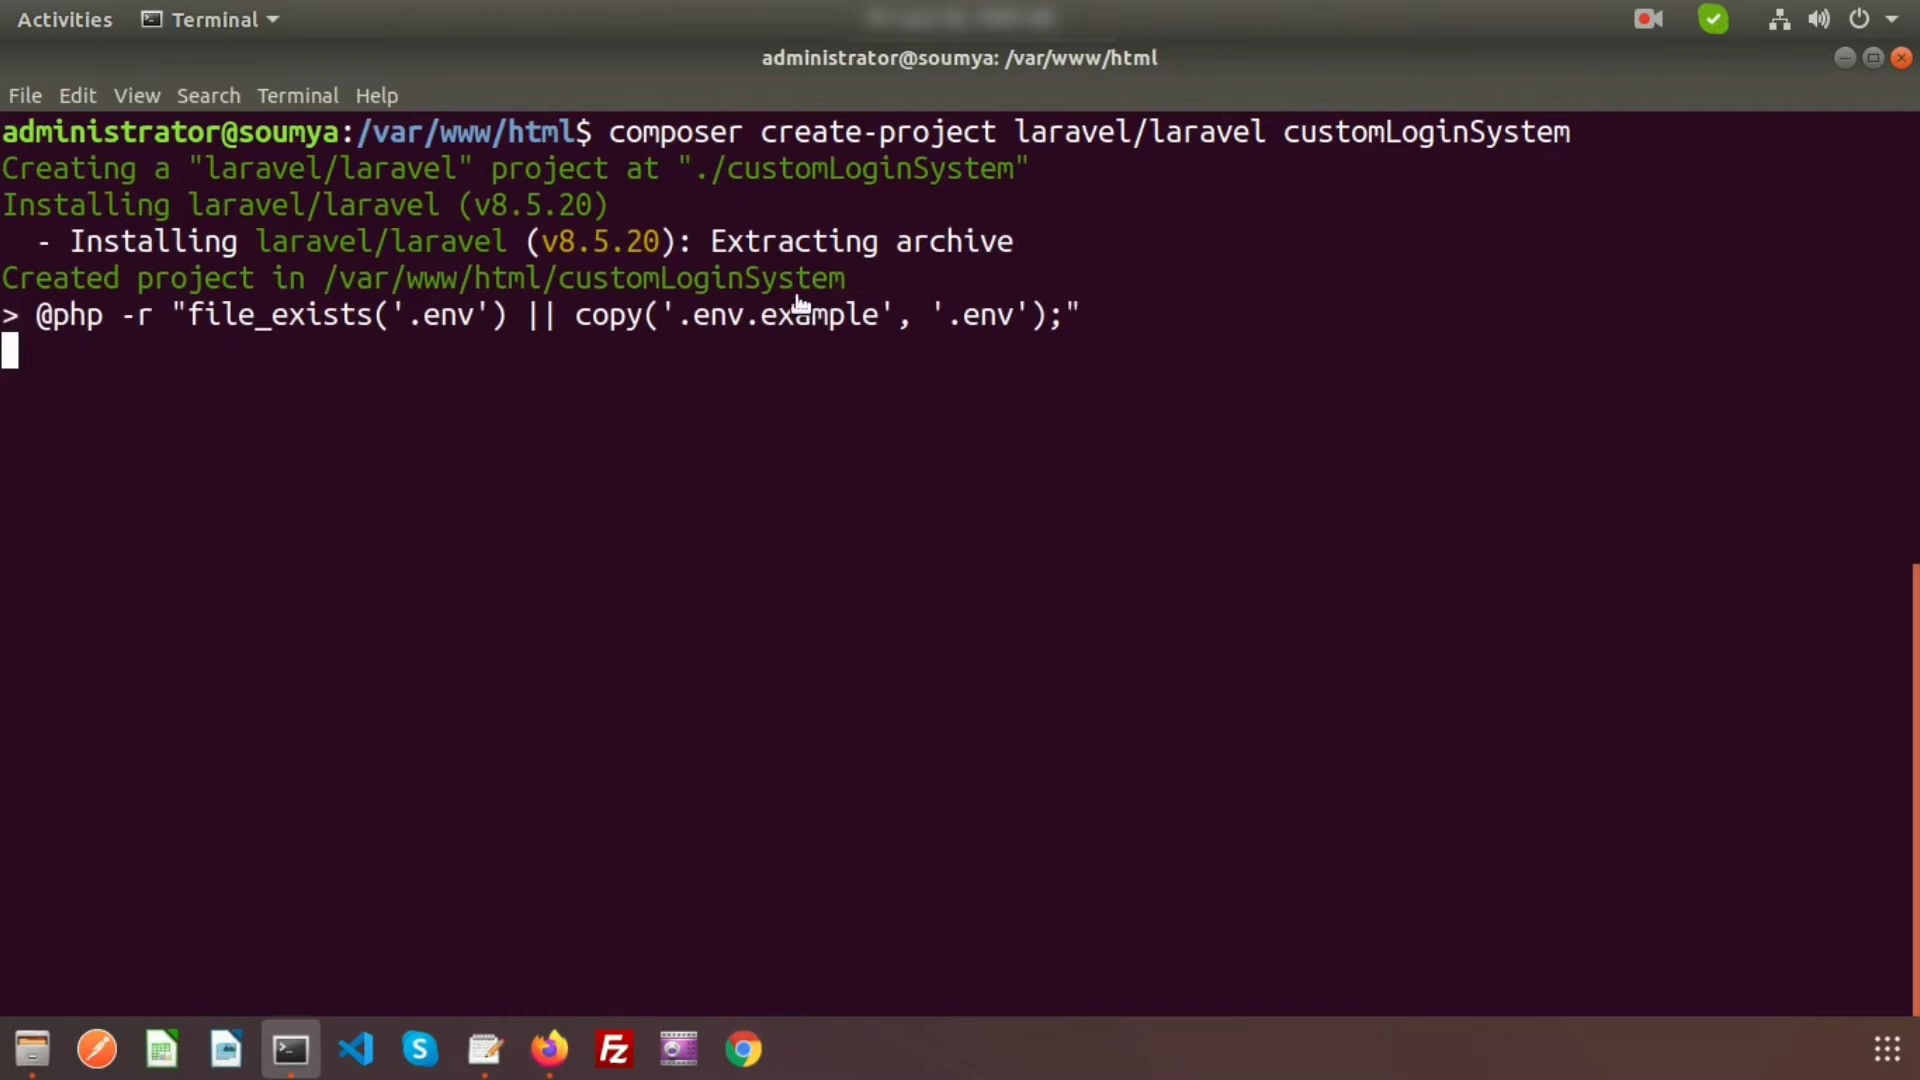 Activities Terminal
administrator@soumya: /var/www/html
File Edit View Search Terminal Help
administrator@soumya:/var/www/html$ composer create-project laravel/laravel customLoginSystem
Creating a "laravel/laravel" project at "./customLoginSystem"
Installing laravel/laravel (v8.5.20)
  - Installing laravel/laravel (v8.5.20): Extracting archive
Created project in /var/www/html/customLoginSystem
> @php -r "file_exists('.env') || copy('.env.example', '.env');"
S
Fz